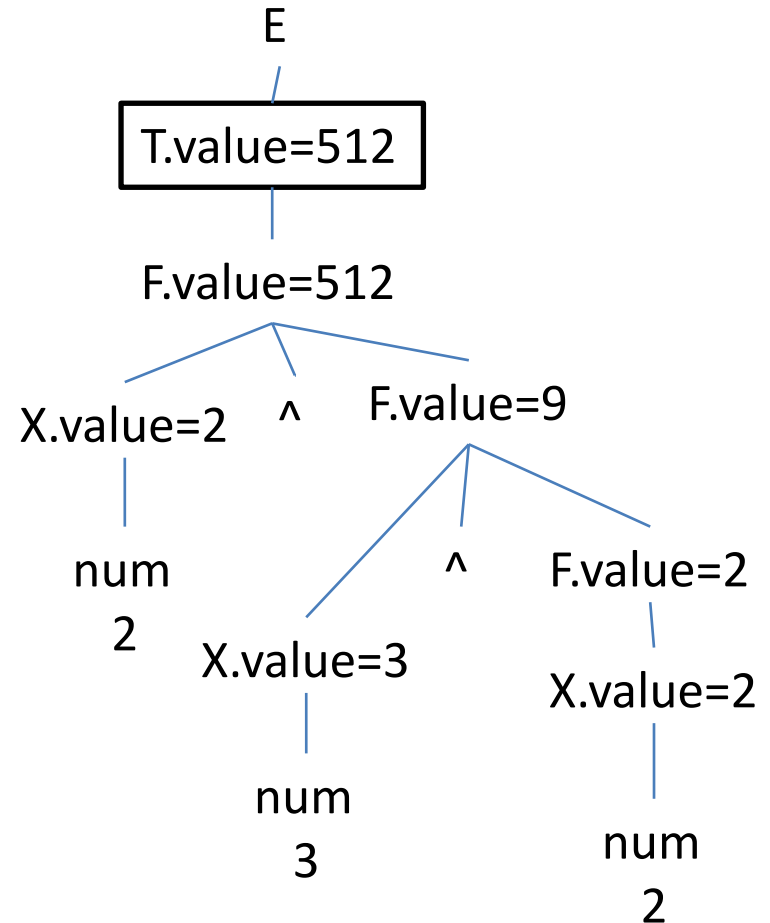 E
T.value=512
F.value=512
X.value=2 ^ F.value=9
num
2
^ F.value=2
X.value=3
X.value=2
num
3
num
2